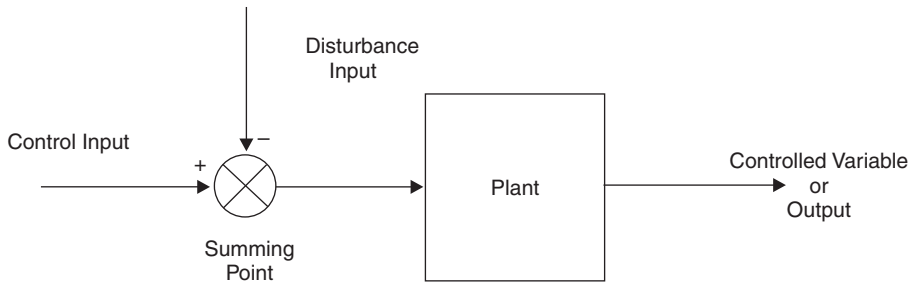 Disturbance
Input
Control Input
+
–
Summing
Point
Plant
Controlled Variable
or
Output